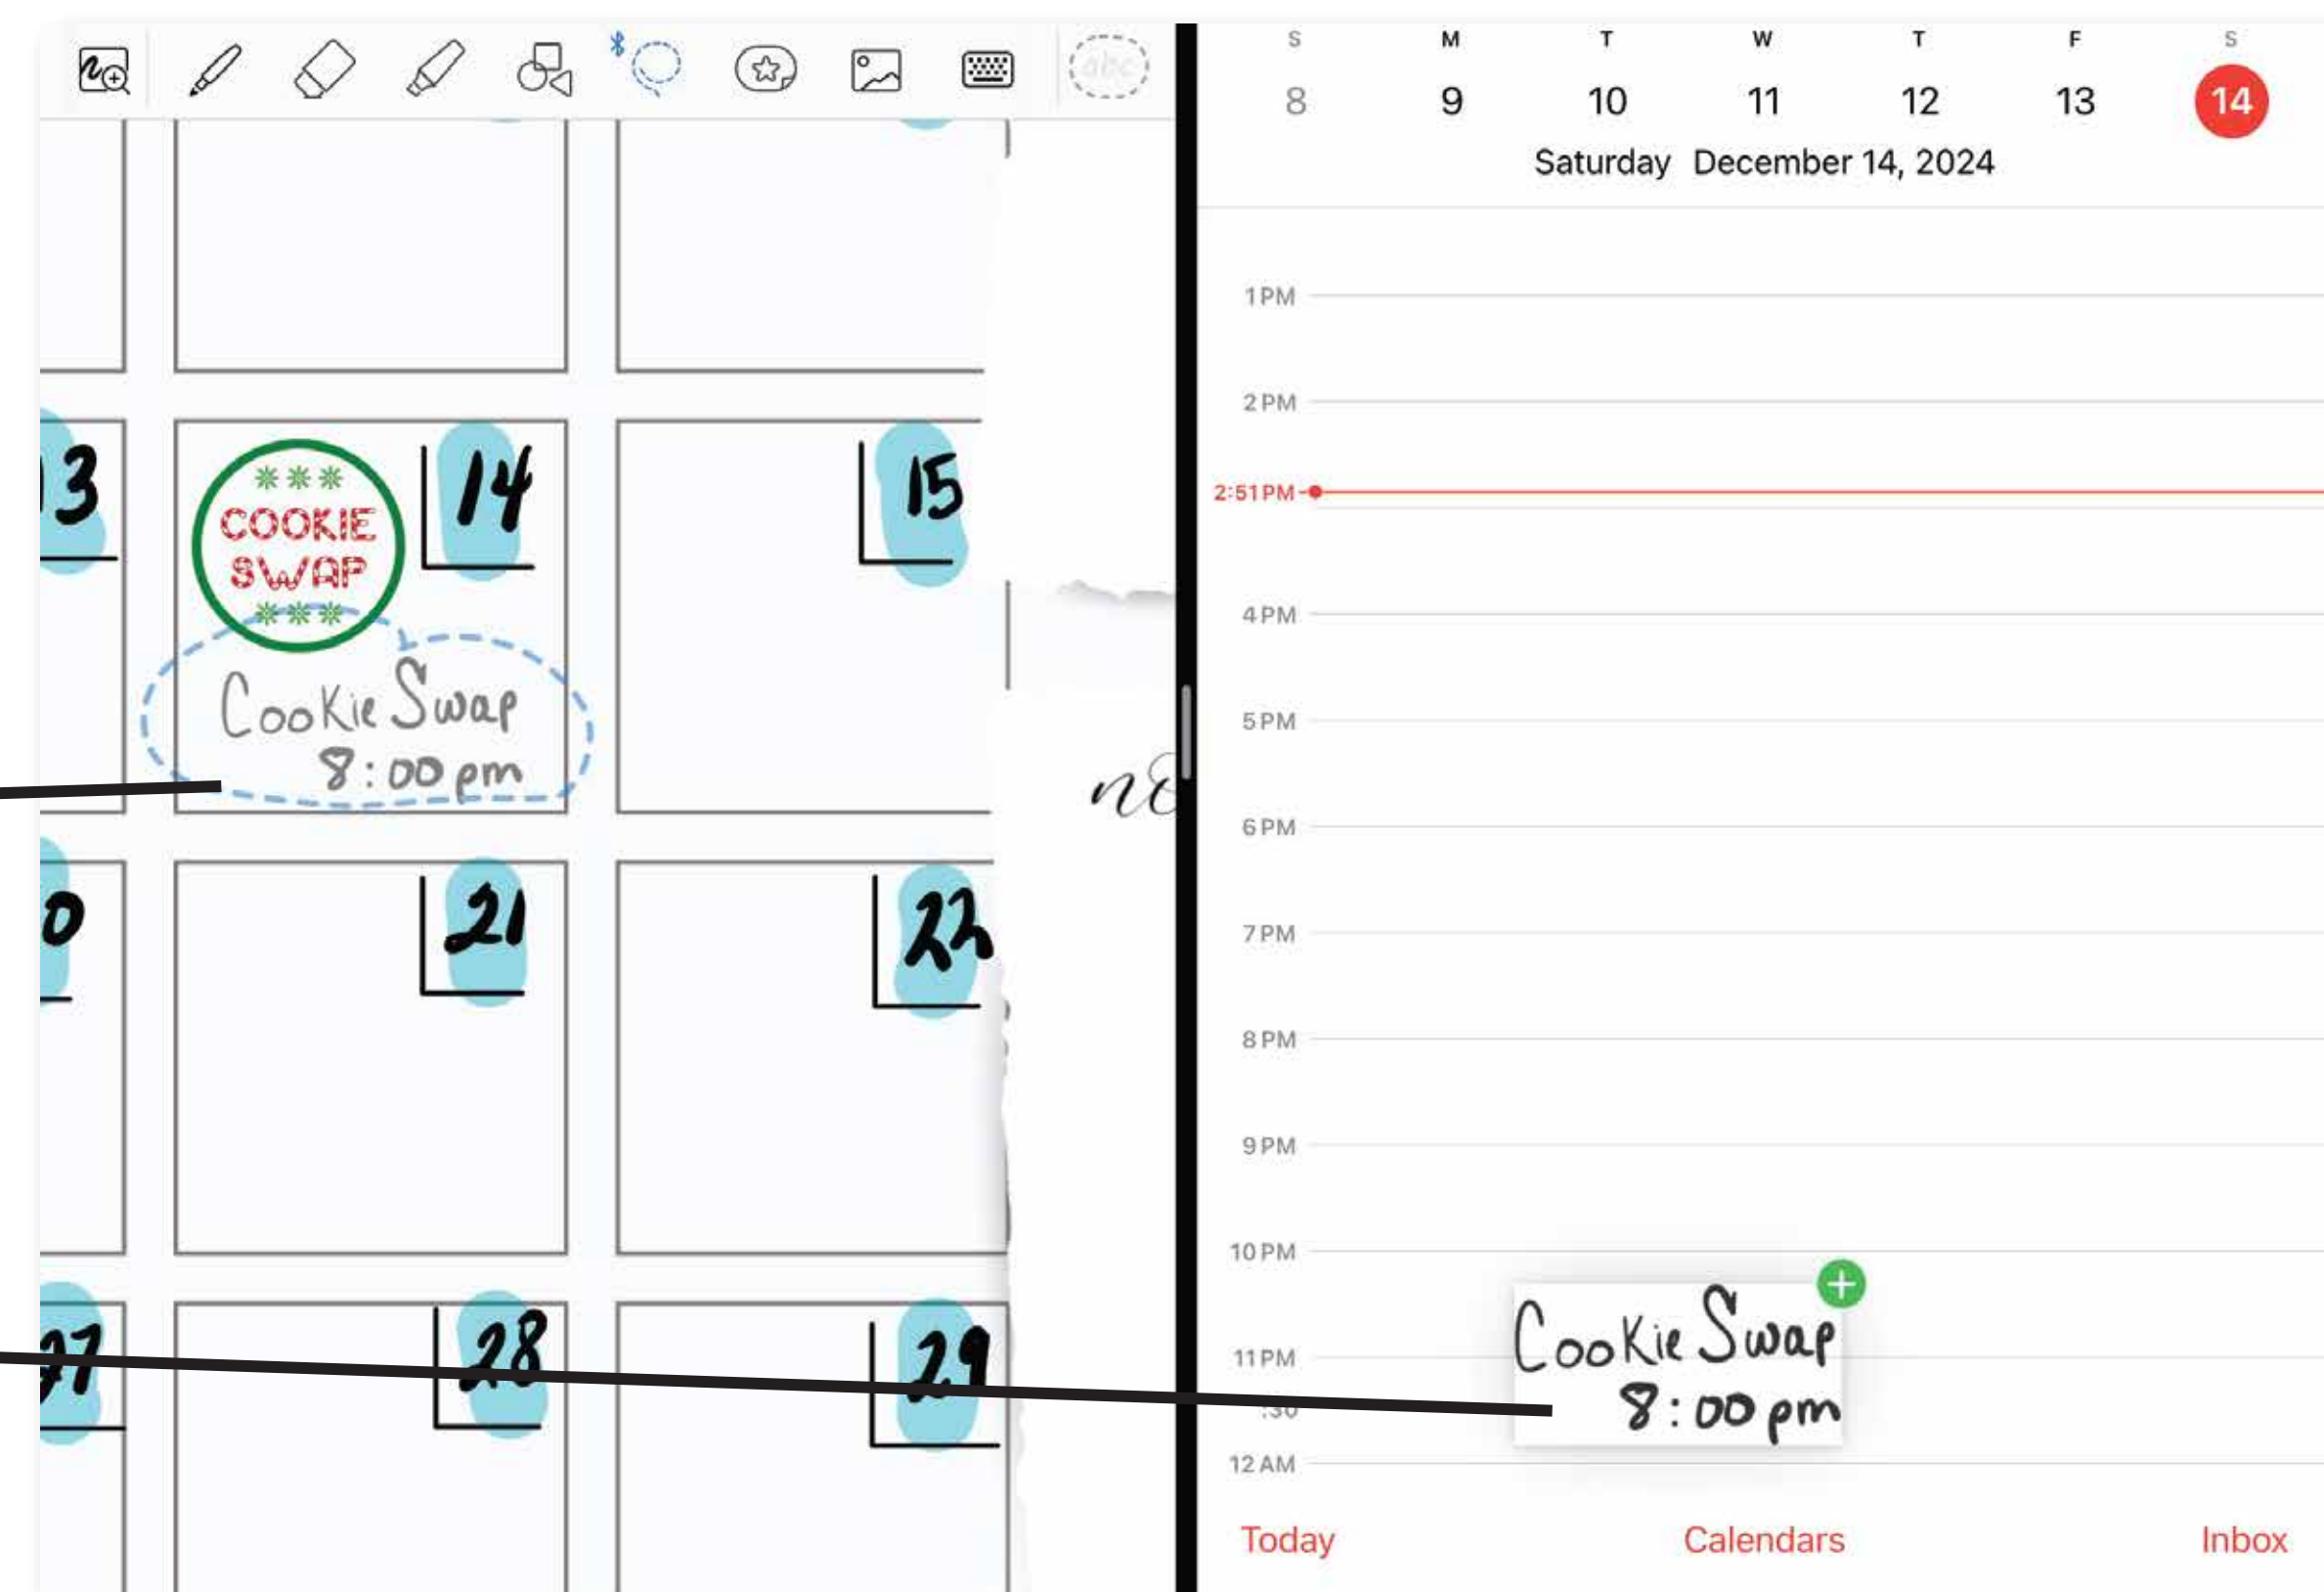 abc
13
COOKIE
SWAP
14
15
Cookie Swap
8:00 pm
21
22
28
29
S M T W T F S
8 9 10 11 12 13 14
Saturday December 14, 2024
1 PM
2 PM
2:51 PM
4 PM
5 PM
6 PM
7 PM
8 PM
9 PM
10 PM
11 PM
:30
12 AM
Cookie Swap
8:00 pm
Today Calendars Inbox